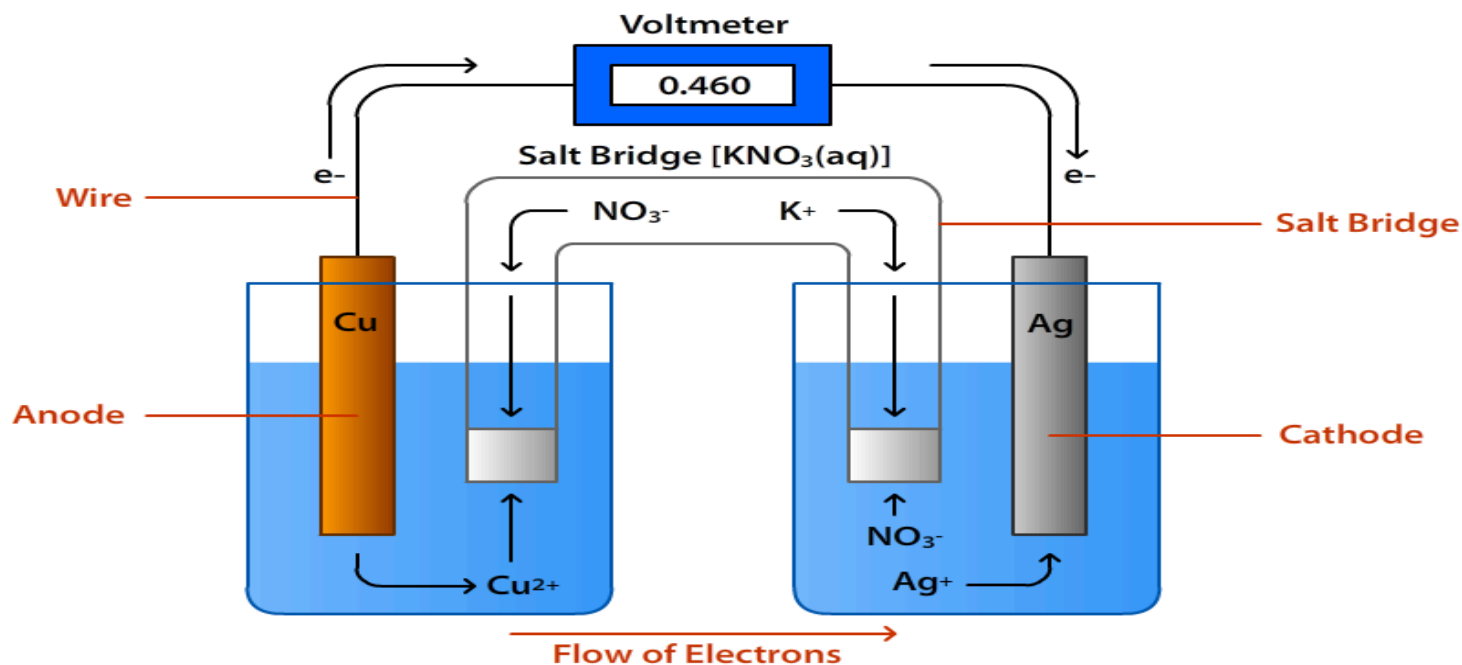 Voltmeter
0.460
Salt Bridge [KNO₃(aq)]
e-
e-
Wire
NO₃-
K+
Salt Bridge
Cu
Ag
Anode
Cathode
NO₃-
Cu²⁺
Ag+
Flow of Electrons